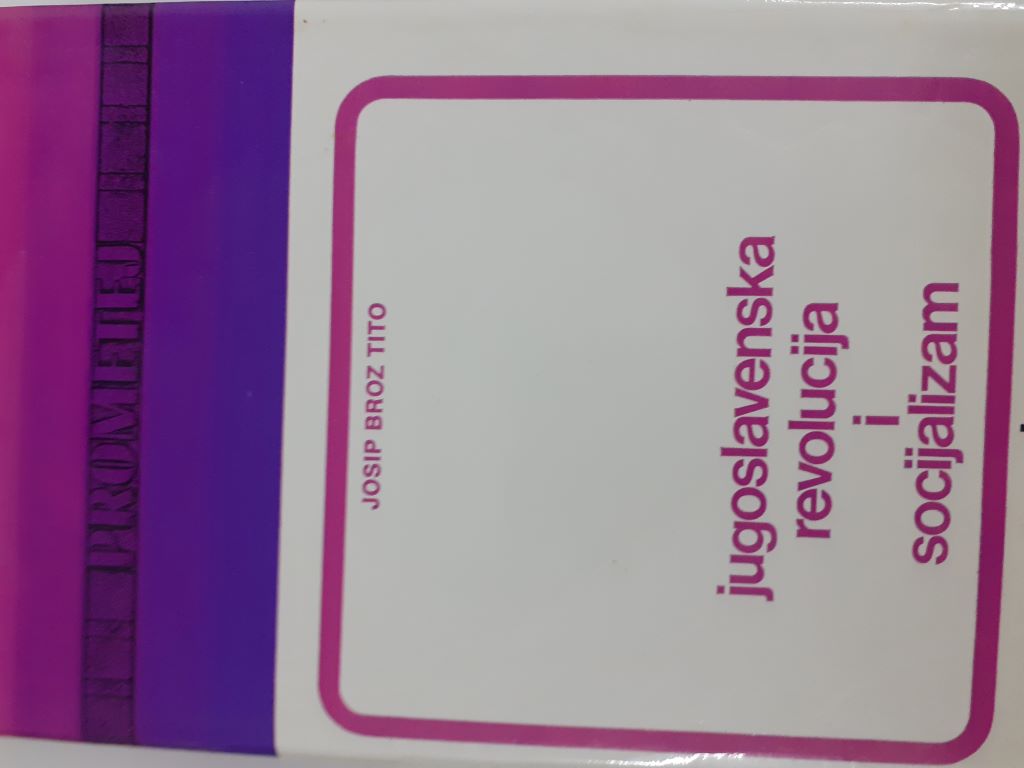 PROMETEJ
JOSIP BROZ TITO
jugoslavenska
revolucija
i
socijalizam